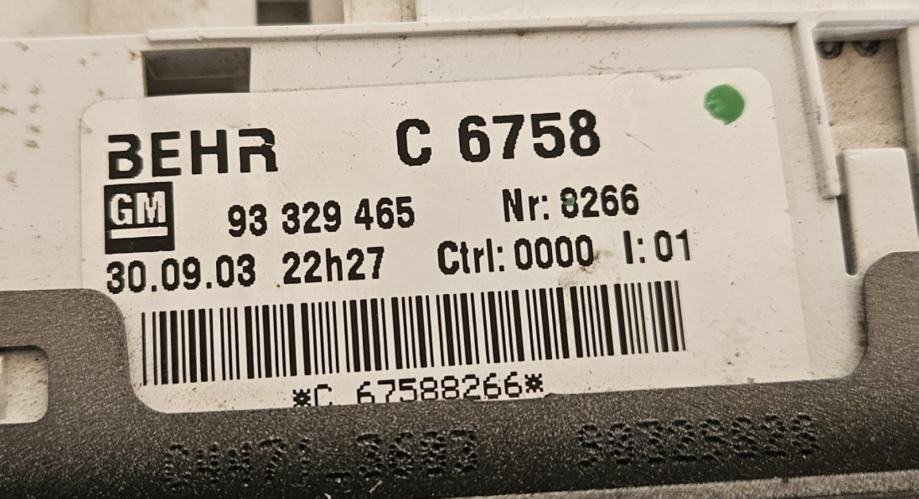 BEHR C 6758
GM 93 329 465 Nr: 8266
30.09.03 22h27 Ctrl: 0000 I: 01
*C 67588266*